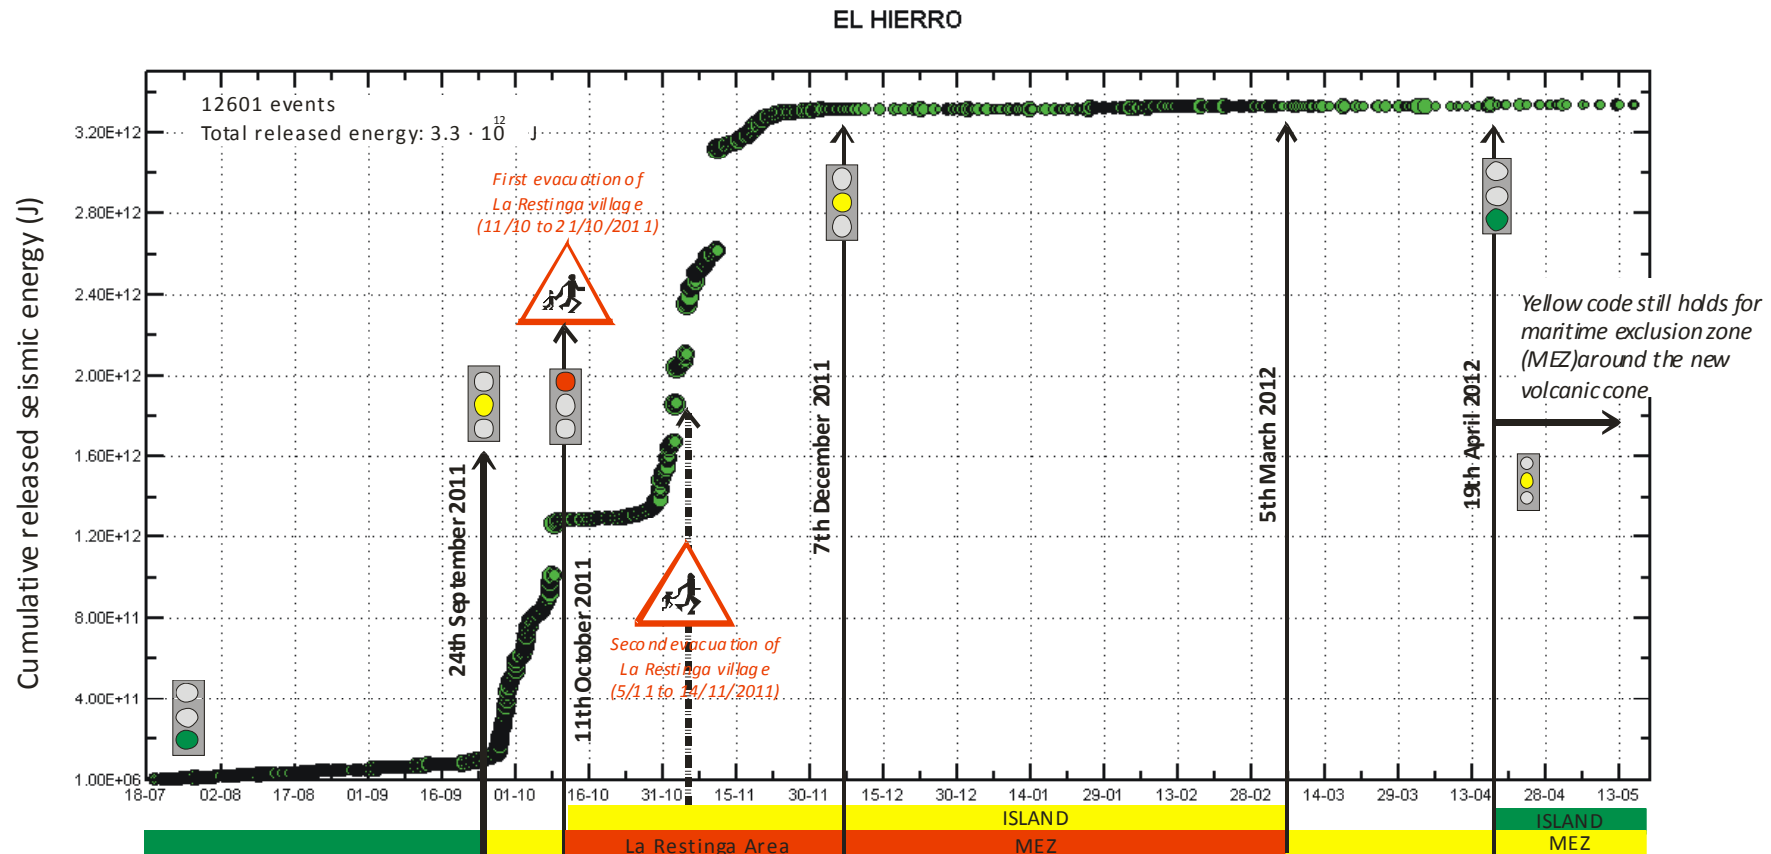 EL HIERRO
12601 events
Total released energy: 3.3 · 10^12 J
Cumulative released seismic energy (J)
3.20E+12
2.80E+12
2.40E+12
2.00E+12
1.60E+12
1.20E+12
8.00E+11
4.00E+11
1.00E+06
First evacuation of
La Restinga village
(11/10 to 21/10/2011)
Second evacuation of
La Restinga village
(5/11 to 14/11/2011)
24th September 2011
11th October 2011
7th December 2011
5th March 2012
19th April 2012
Yellow code still holds for
maritime exclusion zone
(MEZ)around the new
volcanic cone
18-07 02-08 17-08 01-09 16-09 01-10 16-10 31-10 15-11 30-11 15-12 30-12 14-01 29-01 13-02 28-02 14-03 29-03 13-04 28-04 13-05
ISLAND ISLAND
La Restinga Area MEZ MEZ